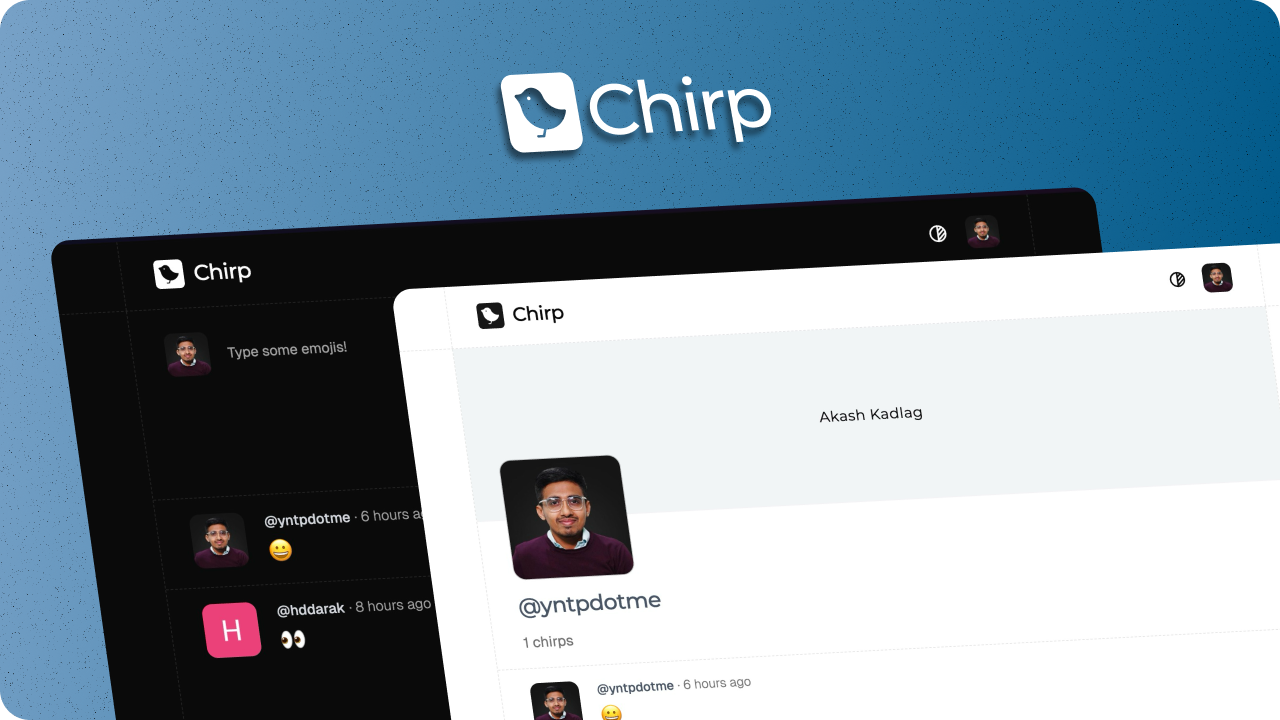 Chirp
Chirp
Type some emojis!
@yntpdotme · 6 hours a
😀
H
@hddarak · 8 hours ago
👀
Chirp
Akash Kadlag
@yntpdotme
1 chirps
@yntpdotme · 6 hours ago
😀